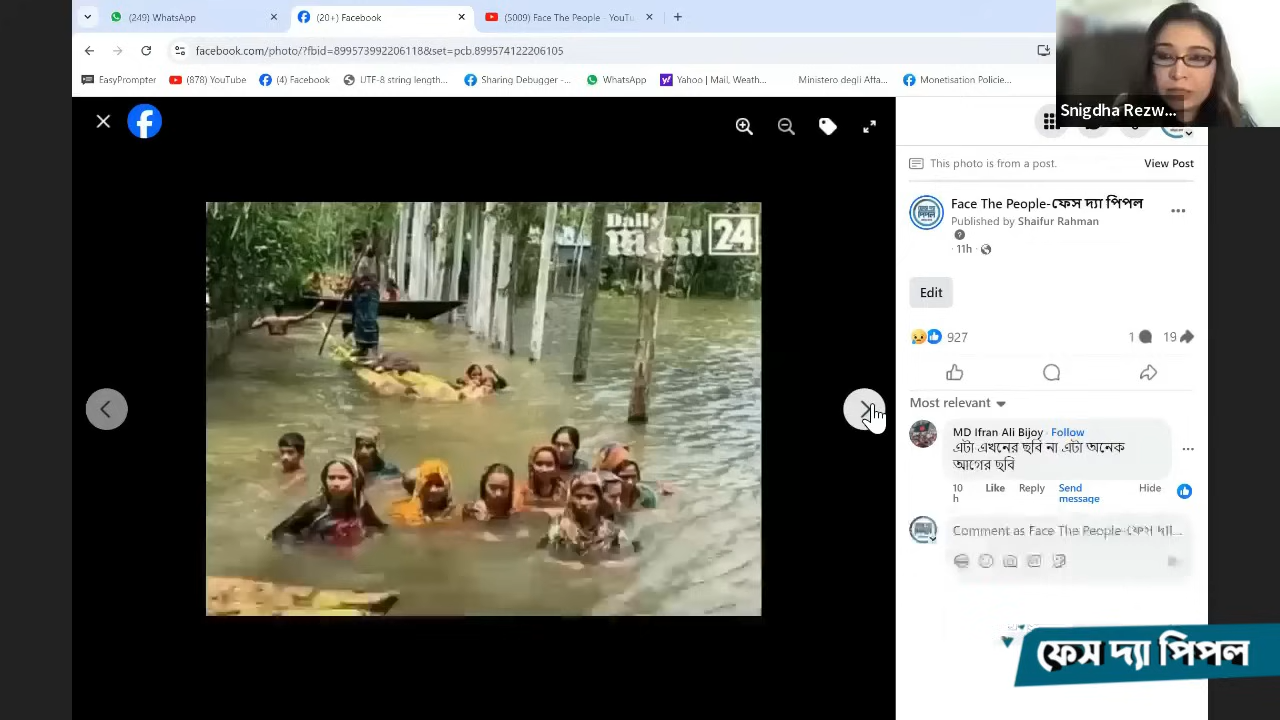 (249) WhatsApp
(20+) Facebook
(5009) Face The People - YouTu
facebook.com/photo/?fbid=899573992206118&set=pcb.899574122206105
EasyPrompter
(878) YouTube
(4) Facebook
UTF-8 string length...
Sharing Debugger -...
WhatsApp
Yahoo | Mail, Weath...
Ministero degli Affa...
Monetisation Policie...
Snigdha Rezw...
This photo is from a post.
View Post
Daily
Mail 24
Face The People-ফেস দ্যা পিপল
Published by Shaifur Rahman
11h
Edit
927
1
19
Most relevant
MD Ifran Ali Bijoy · Follow
এটা এখনের ছবি না এটা অনেক
আগের ছবি
10 h
Like
Reply
Send message
Hide
Comment as Face The People-ফেস দ্যা...
ফেস দ্যা পিপল